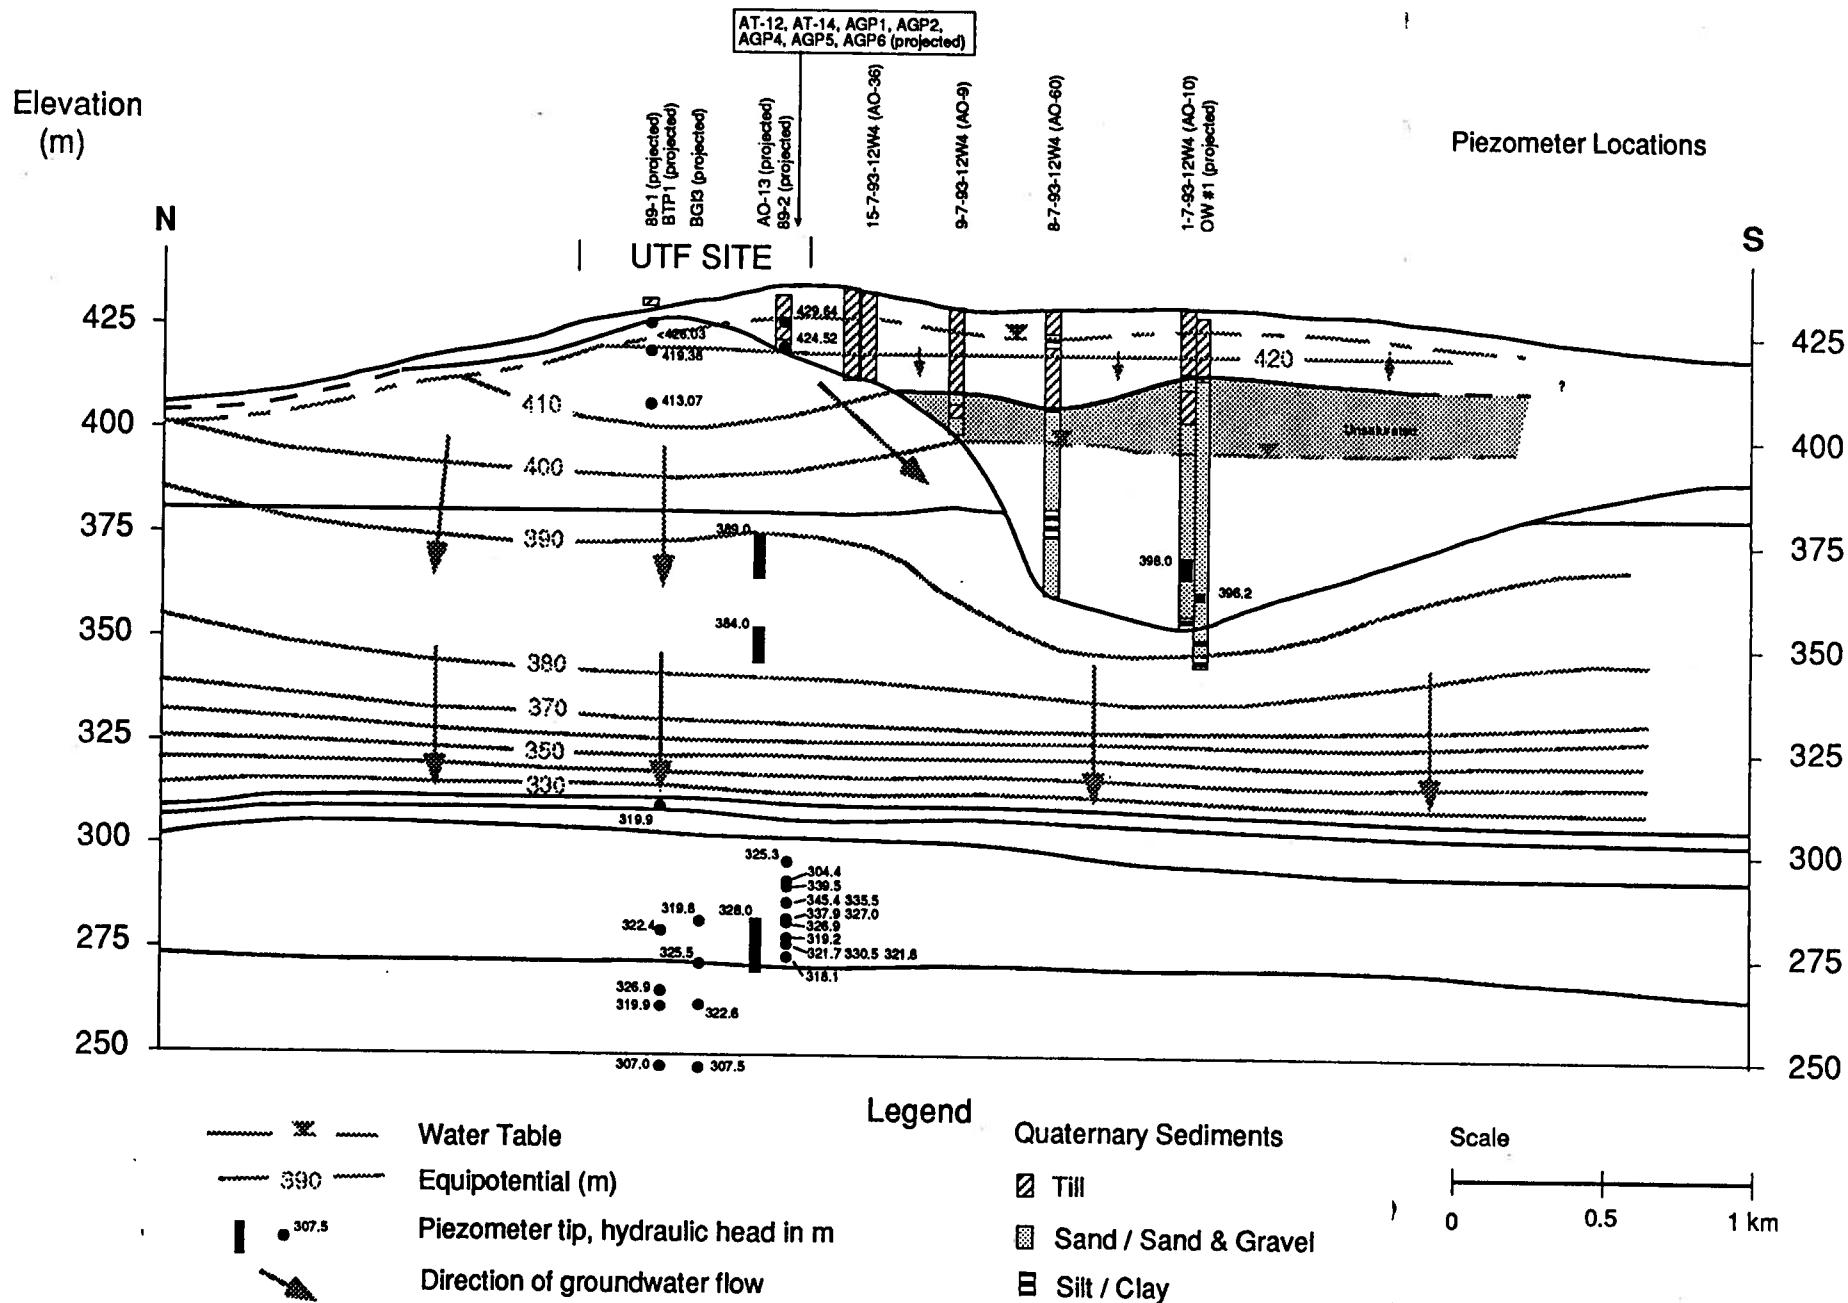 AT-12, AT-14, AGP1, AGP2,
AGP4, AGP5, AGP6 (projected)
Elevation
(m)
89-1 (projected)
BTP1 (projected)
BGI3 (projected)
AO-13 (projected)
89-2 (projected)
15-7-93-12W4 (AO-36)
9-7-93-12W4 (AO-9)
8-7-93-12W4 (AO-60)
1-7-93-12W4 (AO-10)
OW #1 (projected)
Piezometer Locations
N
S
UTF SITE
425
429.64
<426.03
424.52
425
419.38
420
410
413.07
?
400
Unsaturated
400
400
375
390
389.0
375
398.0
396.2
350
384.0
350
380
370
325
350
325
330
319.9
300
325.3
300
304.4
339.5
345.4 335.5
319.8
328.0
337.9 327.0
322.4
326.9
275
319.2
325.5
321.7 330.5 321.8
275
318.1
326.9
319.9
322.6
250
307.0
307.5
250
Legend
Water Table
Quaternary Sediments
Scale
390
Equipotential (m)
Till
307.5
Piezometer tip, hydraulic head in m
0
0.5
1 km
Sand / Sand & Gravel
Direction of groundwater flow
Silt / Clay